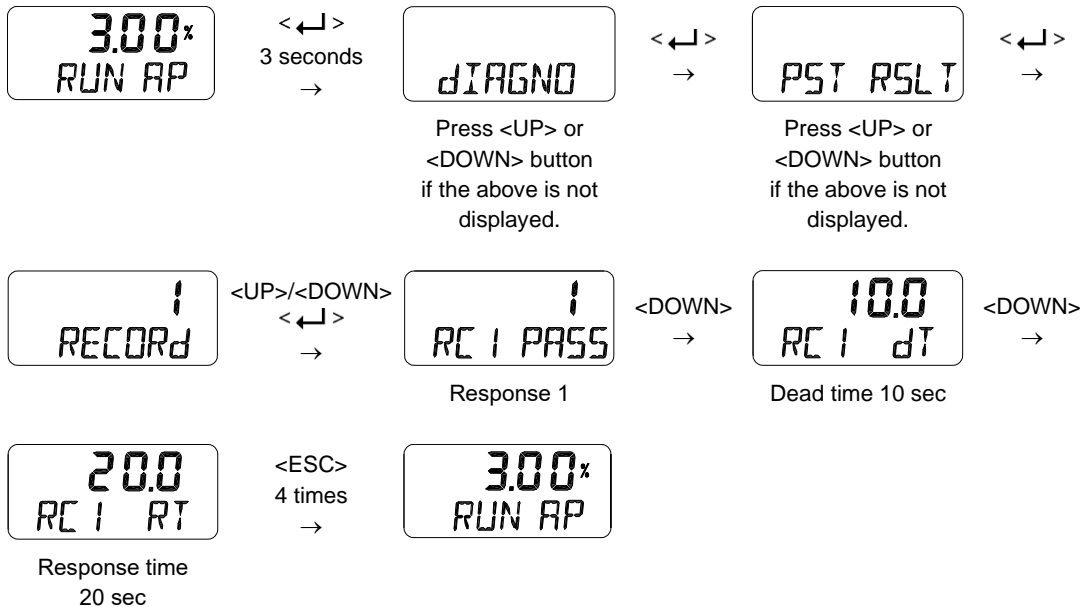 3.00%
RUN AP
<↵>
3 seconds
→
dIAGNO
Press <UP> or
<DOWN> button
if the above is not
displayed.
<↵>
→
PST RSLT
Press <UP> or
<DOWN> button
if the above is not
displayed.
<↵>
→
1
RECORd
<UP>/<DOWN>
<↵>
→
1
RC 1 PASS
Response 1
<DOWN>
→
10.0
RC 1 dT
Dead time 10 sec
<DOWN>
→
20.0
RC 1 RT
Response time
20 sec
<ESC>
4 times
→
3.00%
RUN AP